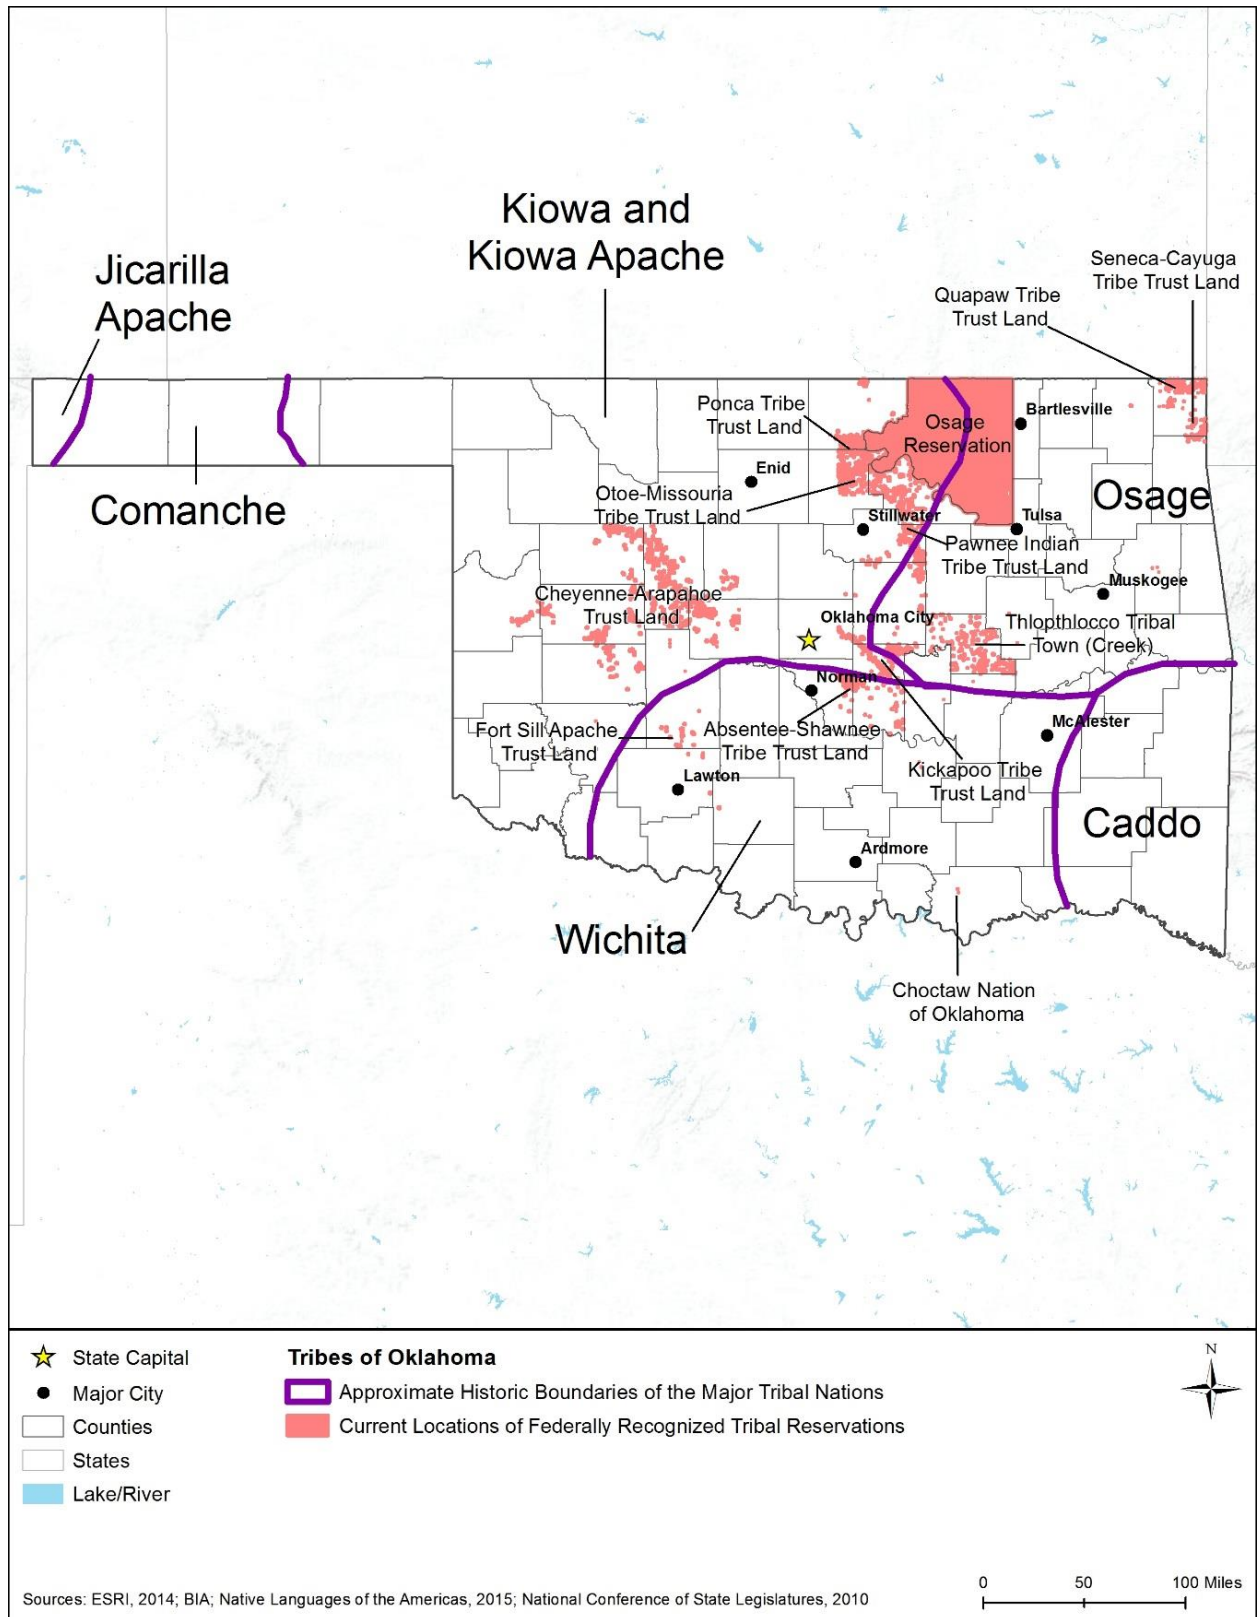 Kiowa and
Kiowa Apache
Jicarilla
Apache
Seneca-Cayuga
Tribe Trust Land
Quapaw Tribe
Trust Land
Ponca Tribe
Trust Land
Osage
Reservation
Bartlesville
Enid
Comanche
Otoe-Missouria
Tribe Trust Land
Osage
Stillwater
Tulsa
Pawnee Indian
Tribe Trust Land
Muskogee
Cheyenne-Arapahoe
Trust Land
Oklahoma City
Thlopthlocco Tribal
Town (Creek)
Norman
Fort Sill Apache
Trust Land
Absentee-Shawnee
Tribe Trust Land
McAlester
Kickapoo Tribe
Trust Land
Lawton
Caddo
Ardmore
Wichita
Choctaw Nation
of Oklahoma
State Capital
Major City
Counties
States
Lake/River
Tribes of Oklahoma
Approximate Historic Boundaries of the Major Tribal Nations
Current Locations of Federally Recognized Tribal Reservations
N
Sources: ESRI, 2014; BIA; Native Languages of the Americas, 2015; National Conference of State Legislatures, 2010
0 50 100 Miles